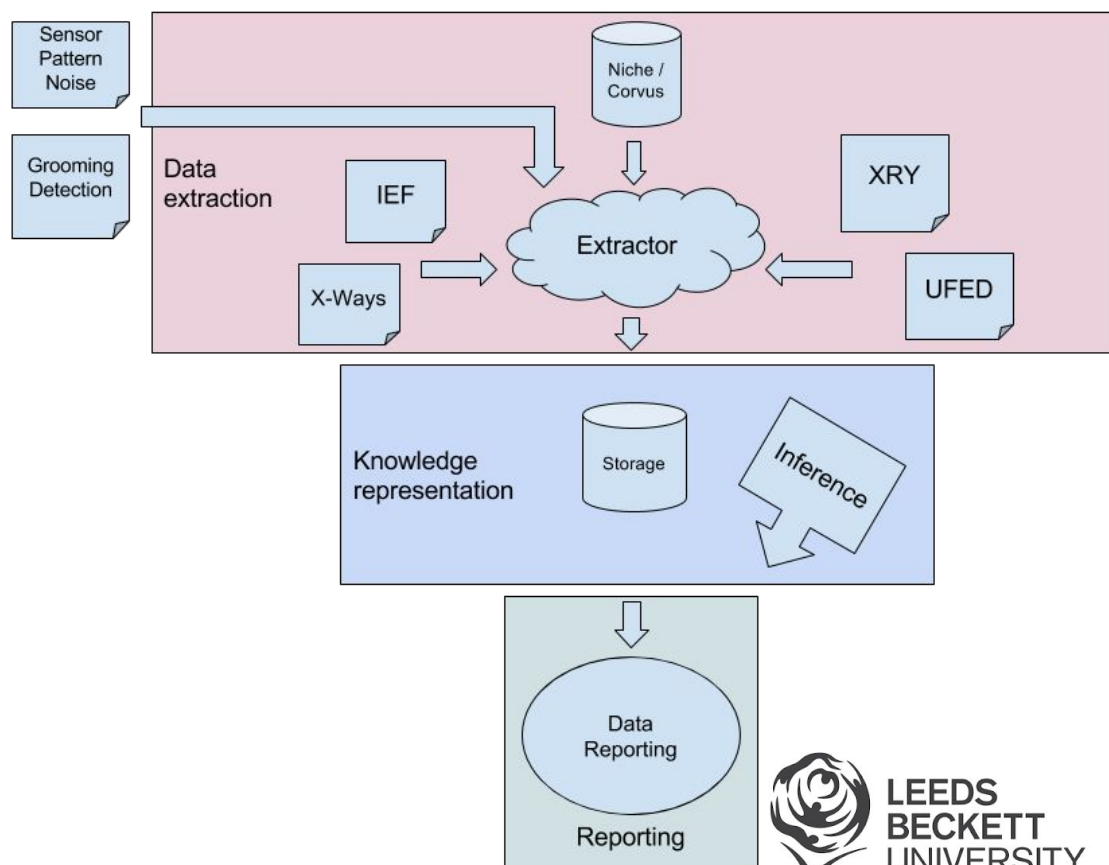 Sensor
Pattern
Noise
Grooming
Detection
Data
extraction
Niche /
Corvus
IEF
X-Ways
Extractor
XRY
UFED
Knowledge
representation
Storage
Inference
Data
Reporting
Reporting
LEEDS
BECKETT
UNIVERSITY